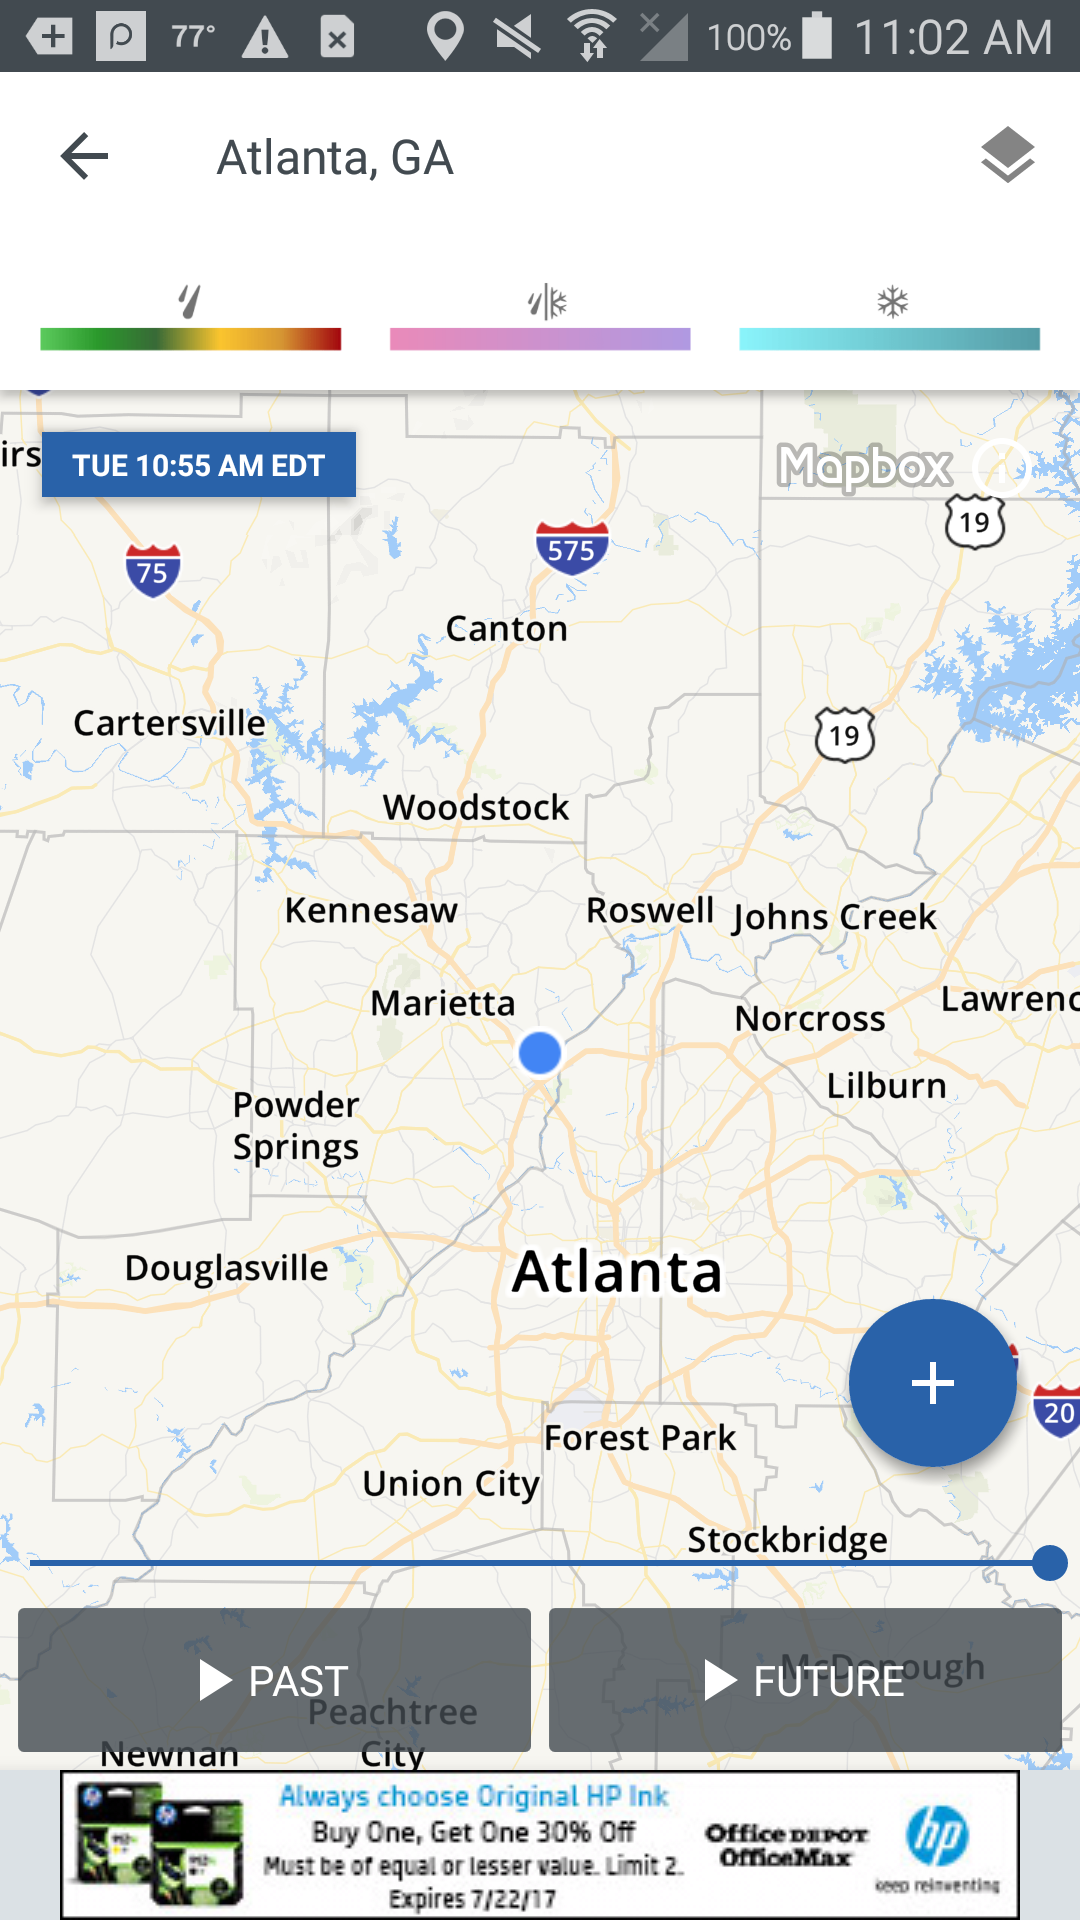 77°
100%
11:02 AM
Atlanta, GA
irs
TUE 10:55 AM EDT
Mapbox
19
575
75
Canton
Cartersville
19
Woodstock
Kennesaw
Roswell
Johns Creek
Marietta
Lawrenc
Norcross
Lilburn
Powder
Springs
Douglasville
Atlanta
20
Forest Park
Union City
Stockbridge
McDonough
PAST
FUTURE
Peachtree
City
Newnan
Always choose Original HP Ink
Buy One, Get One 30% Off
Must be of equal or lesser value. Limit 2.
Expires 7/22/17
Office DEPOT
OfficeMax
hp
keep reinventing